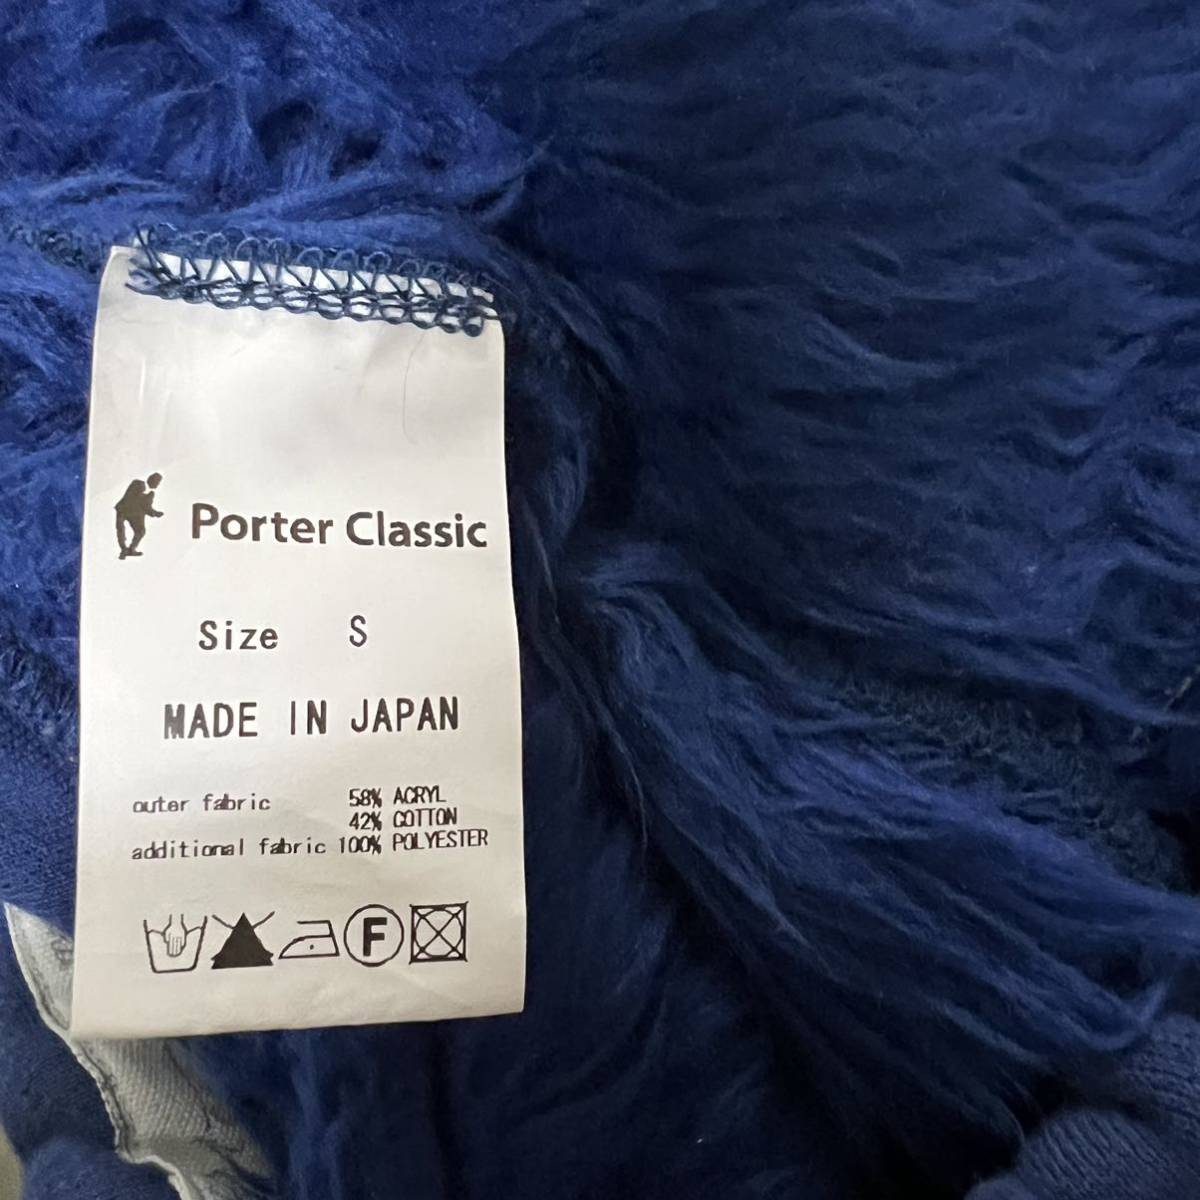 Porter Classic
Size S
MADE IN JAPAN
outer fabric 58% ACRYL
42% COTTON
additional fabric 100% POLYESTER
F